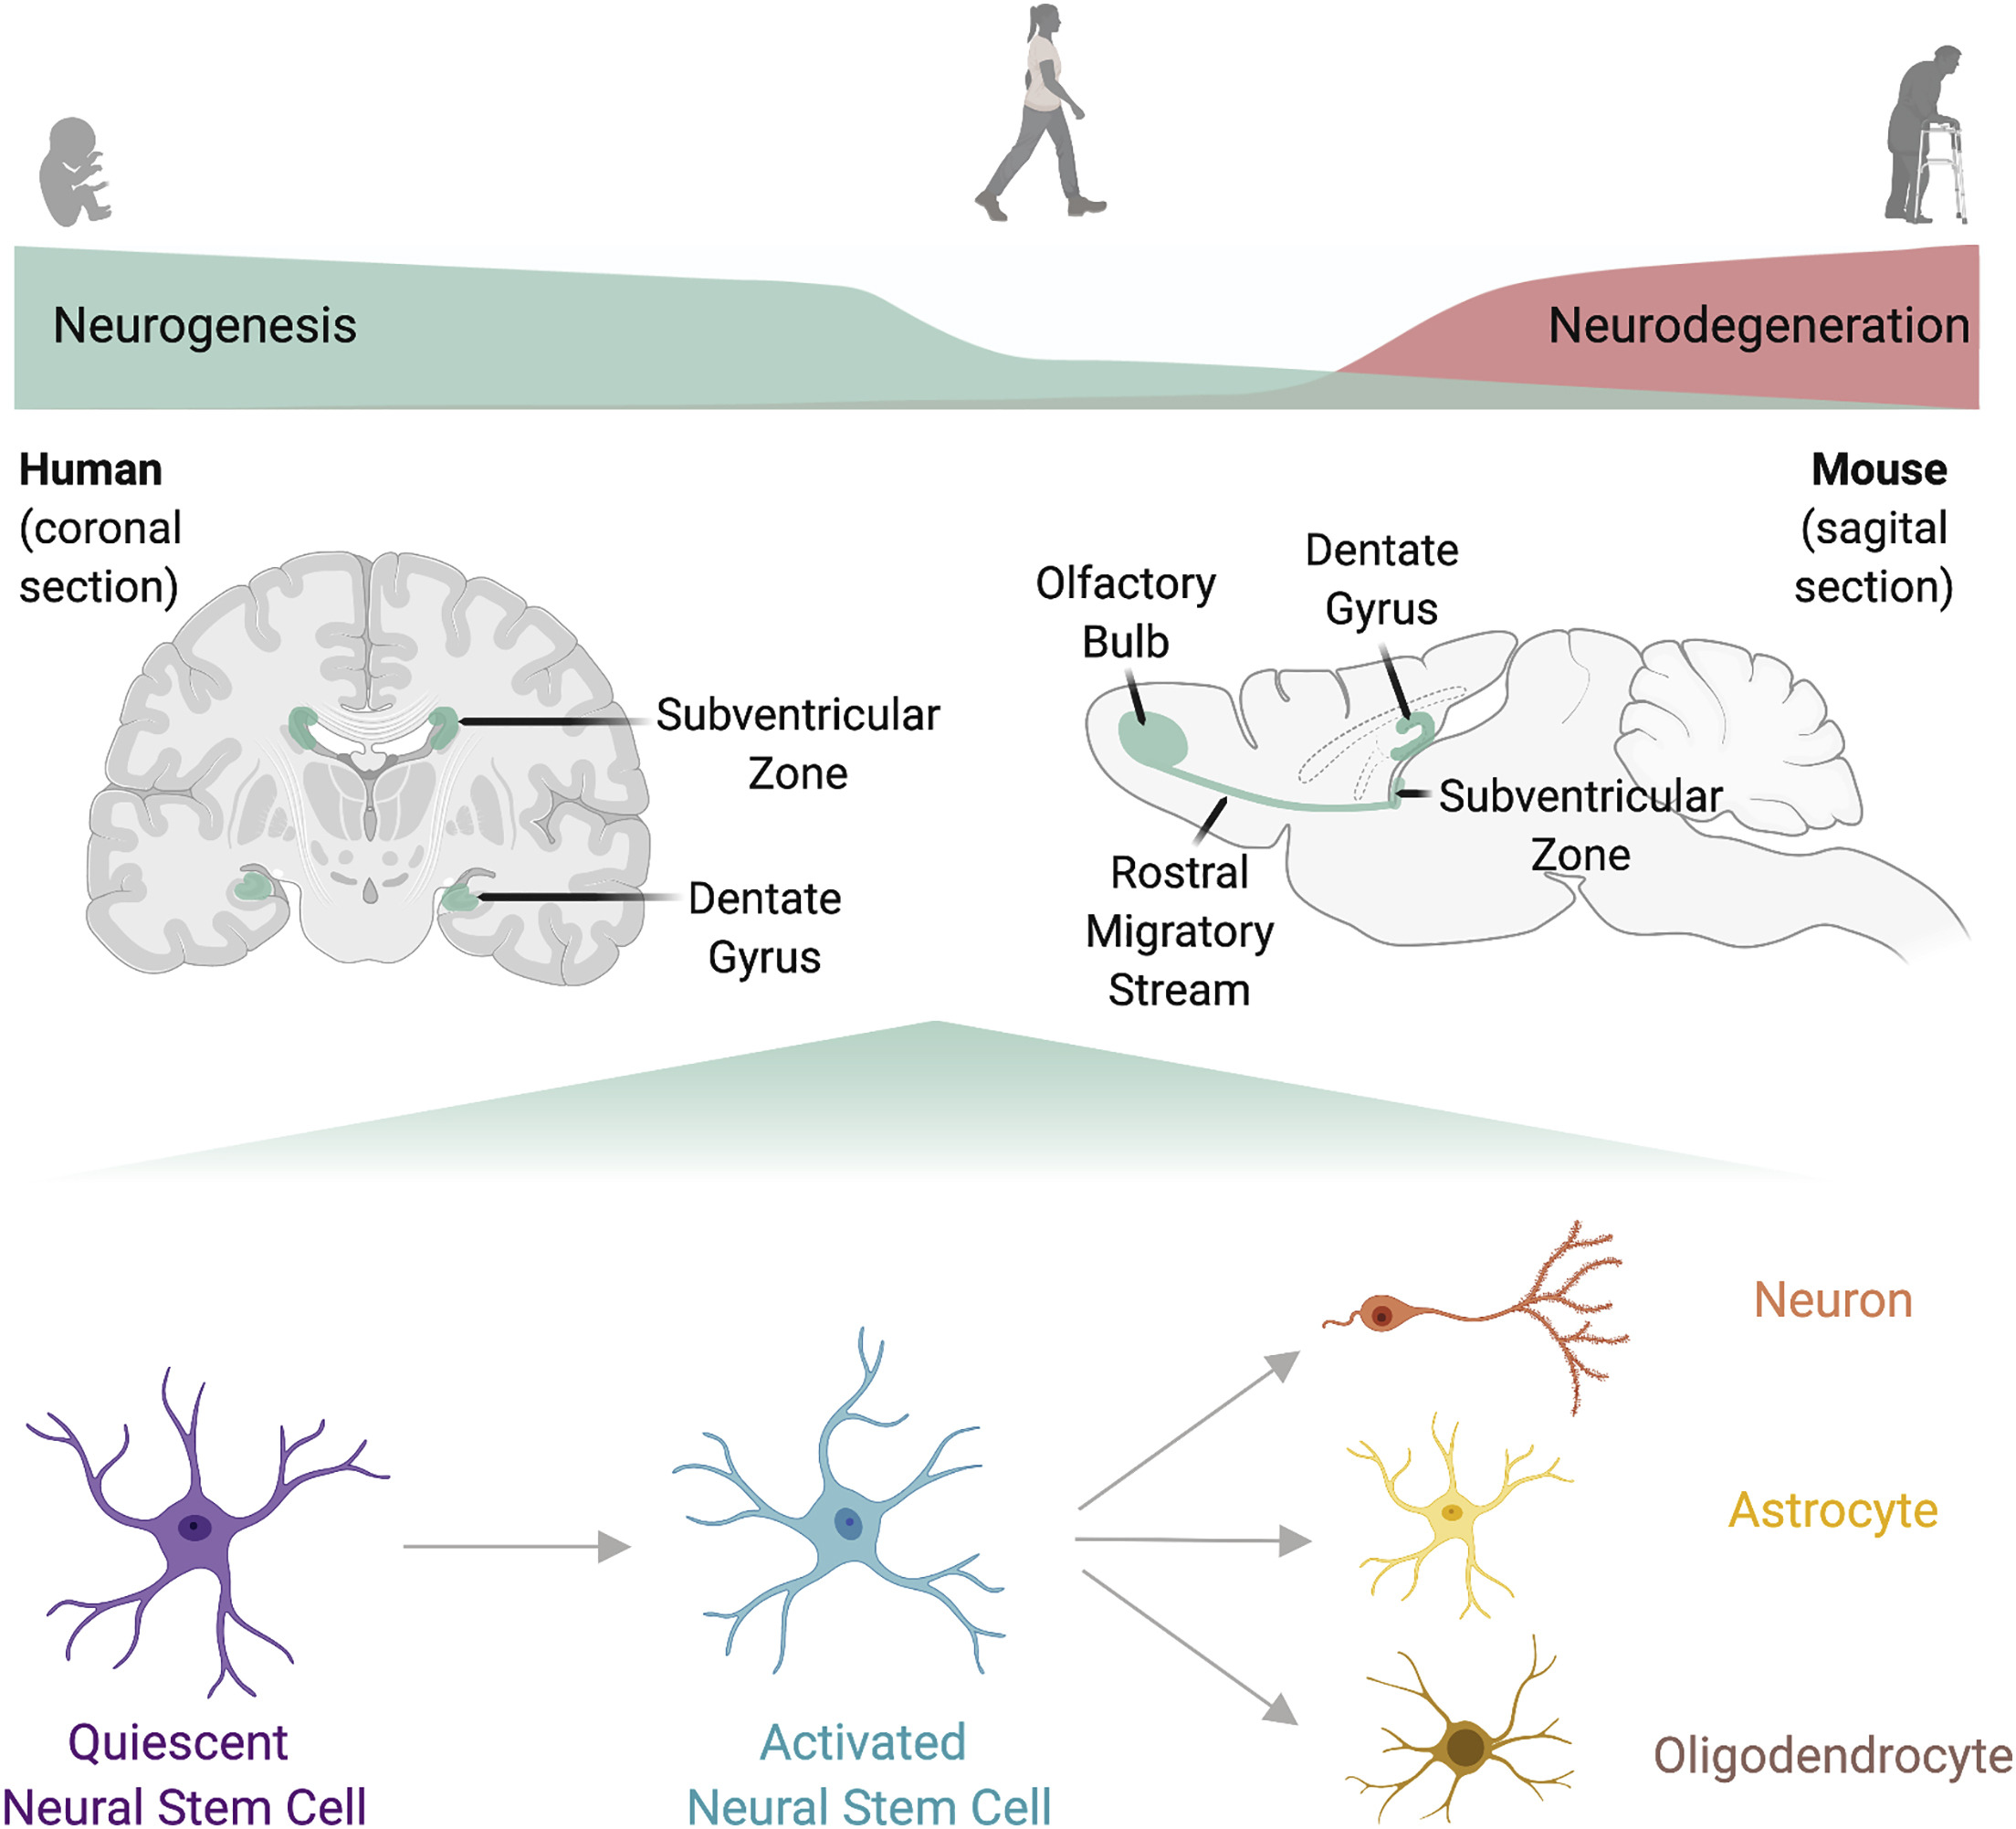 Neurogenesis
Neurodegeneration
Human
(coronal
section)
Subventricular
Zone
Dentate
Gyrus
Mouse
(sagital
section)
Olfactory
Bulb
Dentate
Gyrus
Subventricular
Zone
Rostral
Migratory
Stream
Quiescent
Neural Stem Cell
Activated
Neural Stem Cell
Neuron
Astrocyte
Oligodendrocyte